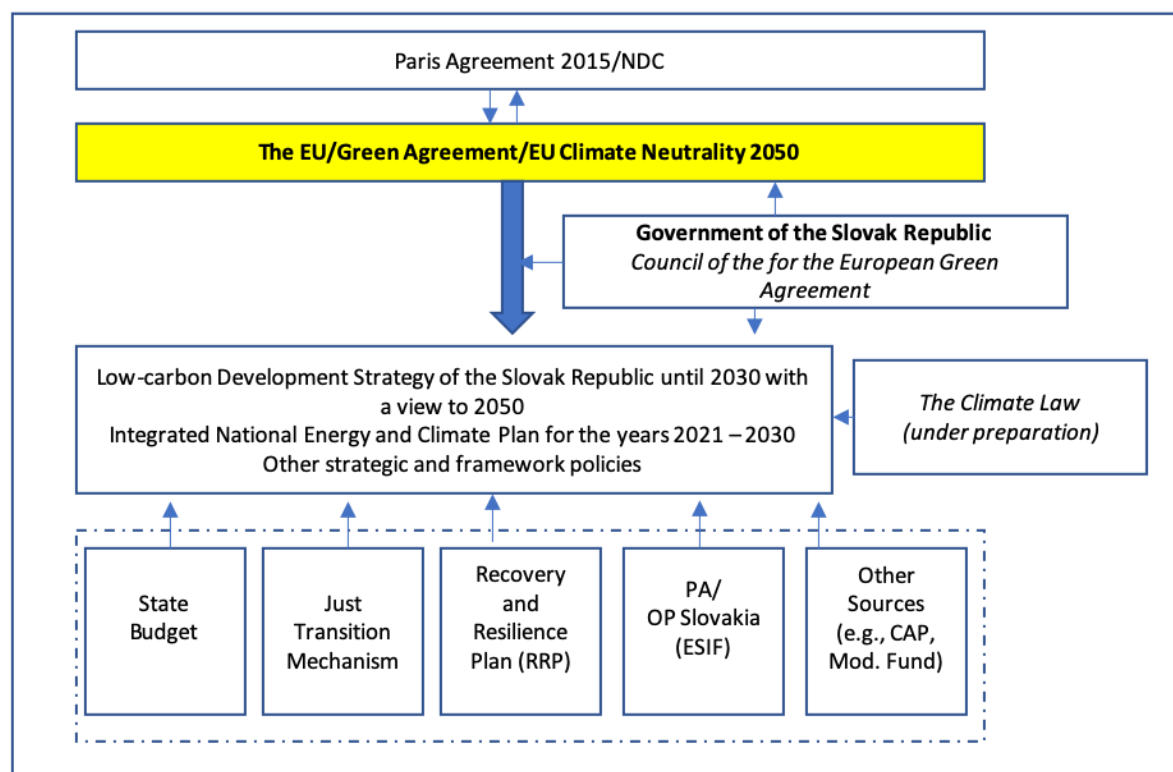 Paris Agreement 2015/NDC
The EU/Green Agreement/EU Climate Neutrality 2050
Government of the Slovak Republic
Council of the for the European Green
Agreement
Low-carbon Development Strategy of the Slovak Republic until 2030 with
a view to 2050
Integrated National Energy and Climate Plan for the years 2021 – 2030
Other strategic and framework policies
The Climate Law
(under preparation)
State
Budget
Just
Transition
Mechanism
Recovery
and
Resilience
Plan (RRP)
PA/
OP Slovakia
(ESIF)
Other
Sources
(e.g., CAP,
Mod. Fund)